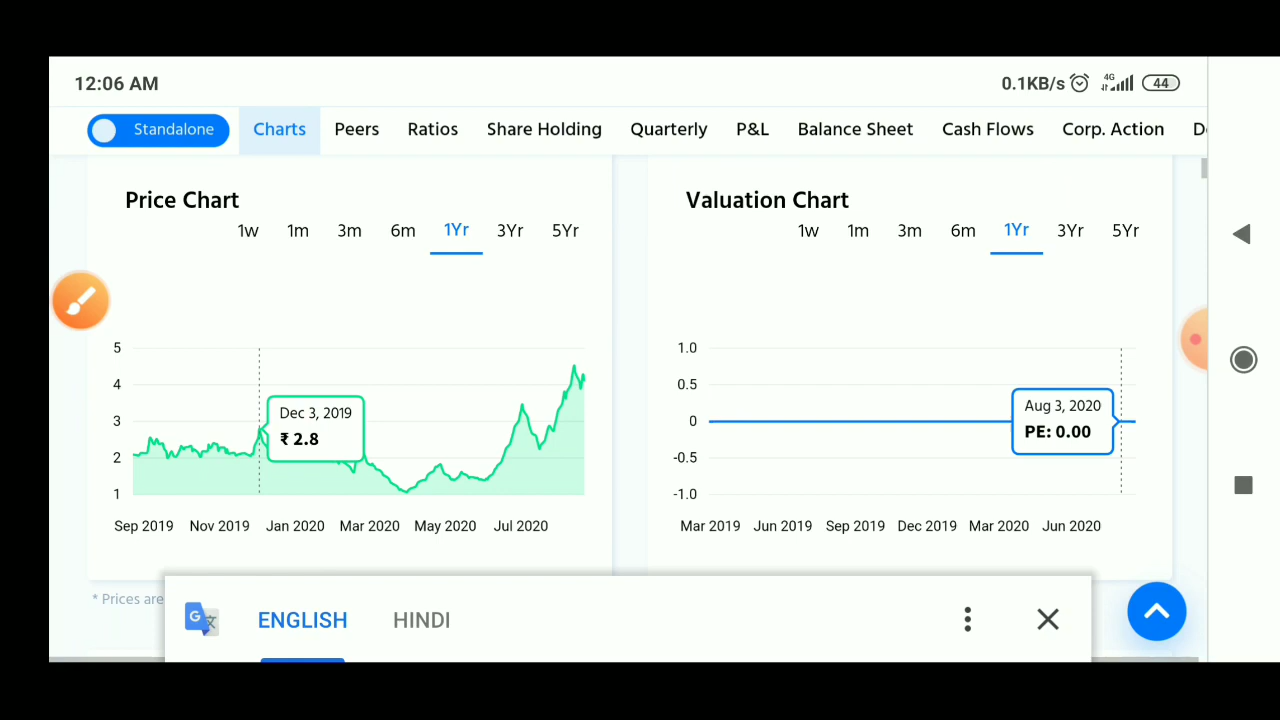 12:06 AM
0.1KB/s 4G 44
Standalone Charts Peers Ratios Share Holding Quarterly P&L Balance Sheet Cash Flows Corp. Action
Price Chart
1w 1m 3m 6m 1Yr 3Yr 5Yr
5
4
3
2
1
Dec 3, 2019
₹ 2.8
Sep 2019 Nov 2019 Jan 2020 Mar 2020 May 2020 Jul 2020
Valuation Chart
1w 1m 3m 6m 1Yr 3Yr 5Yr
1.0
0.5
0
-0.5
-1.0
Aug 3, 2020
PE: 0.00
Mar 2019 Jun 2019 Sep 2019 Dec 2019 Mar 2020 Jun 2020
* Prices are
G 文
ENGLISH HINDI